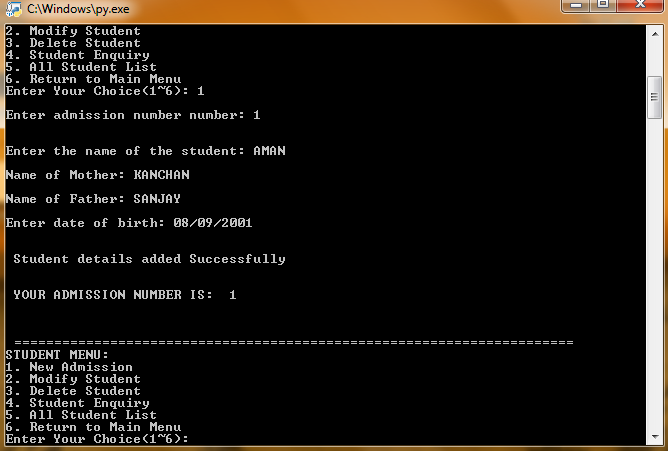 C:\Windows\py.exe
2. Modify Student
3. Delete Student
4. Student Enquiry
5. All Student List
6. Return to Main Menu
Enter Your Choice(1~6): 1
Enter admission number number: 1
Enter the name of the student: AMAN
Name of Mother: KANCHAN
Name of Father: SANJAY
Enter date of birth: 08/09/2001
Student details added Successfully
YOUR ADMISSION NUMBER IS:  1
======================================================================
STUDENT MENU:
1. New Admission
2. Modify Student
3. Delete Student
4. Student Enquiry
5. All Student List
6. Return to Main Menu
Enter Your Choice(1~6):